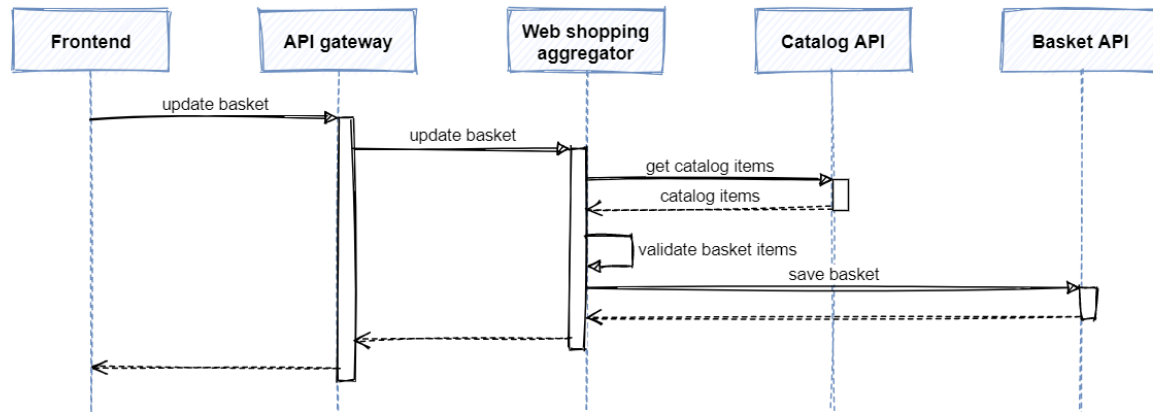 Frontend
API gateway
Web shopping
aggregator
Catalog API
Basket API
update basket
update basket
get catalog items
catalog items
validate basket items
save basket